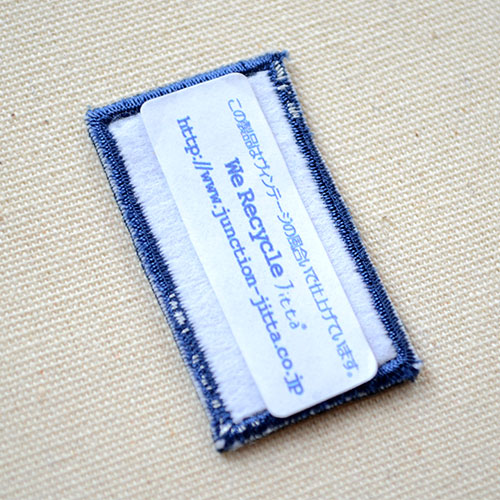 この製品はヴィンテージの風合いで仕上げています。
We Recycle Jitta®
http://www.junction-jitta.co.jp